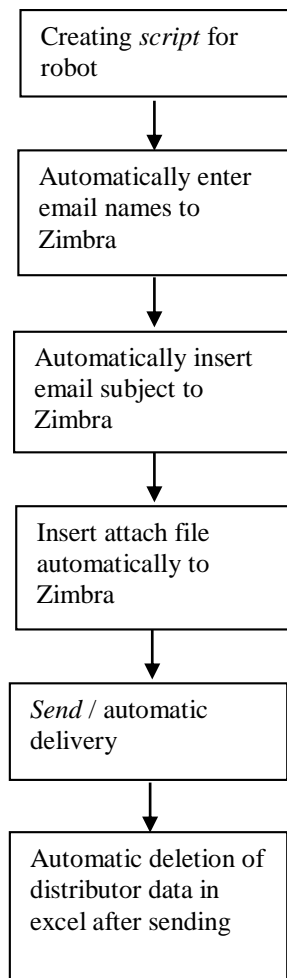 Creating script for
robot
Automatically enter
email names to
Zimbra
Automatically insert
email subject to
Zimbra
Insert attach file
automatically to
Zimbra
Send / automatic
delivery
Automatic deletion of
distributor data in
excel after sending